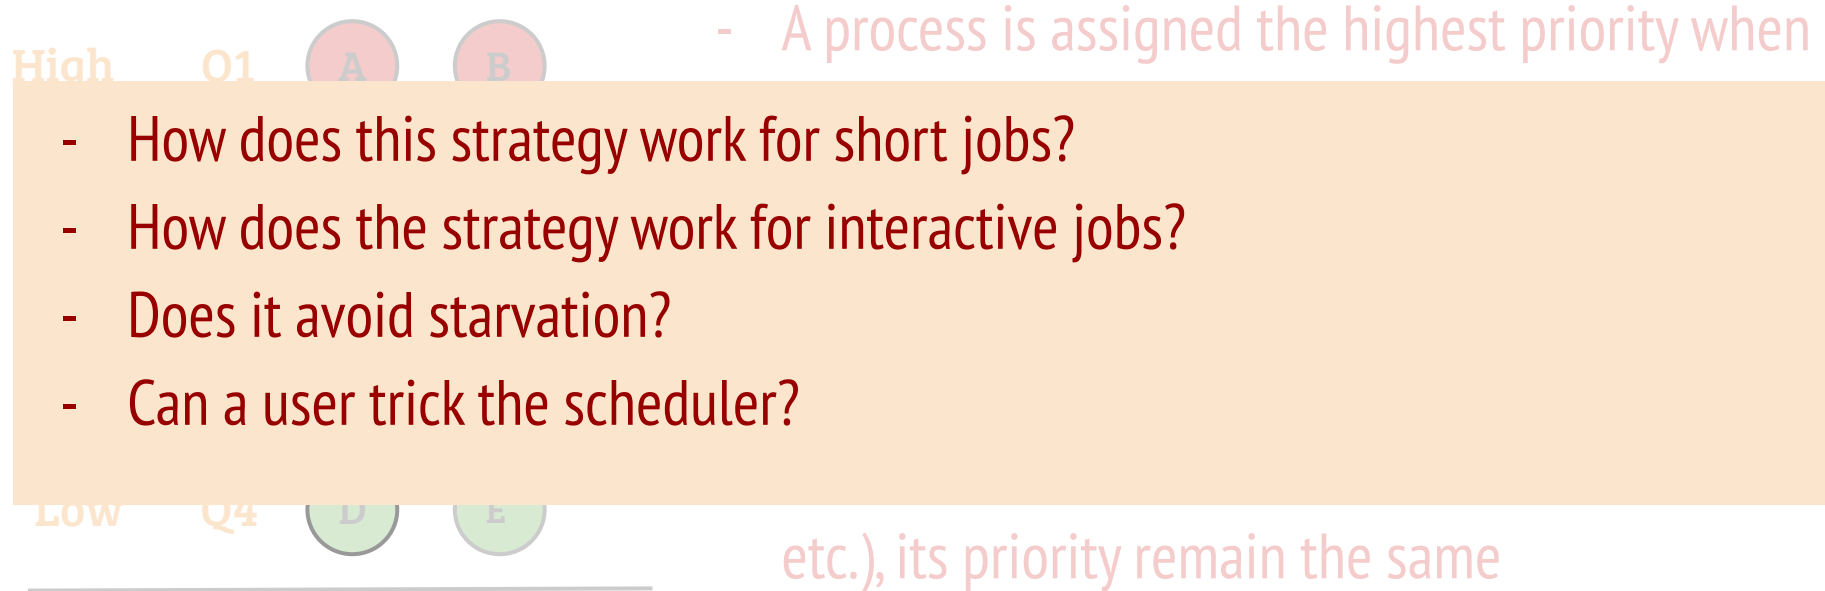 High Q1 A B
- A process is assigned the highest priority when
- How does this strategy work for short jobs?
- How does the strategy work for interactive jobs?
- Does it avoid starvation?
- Can a user trick the scheduler?
Low Q4 D E
etc.), its priority remain the same